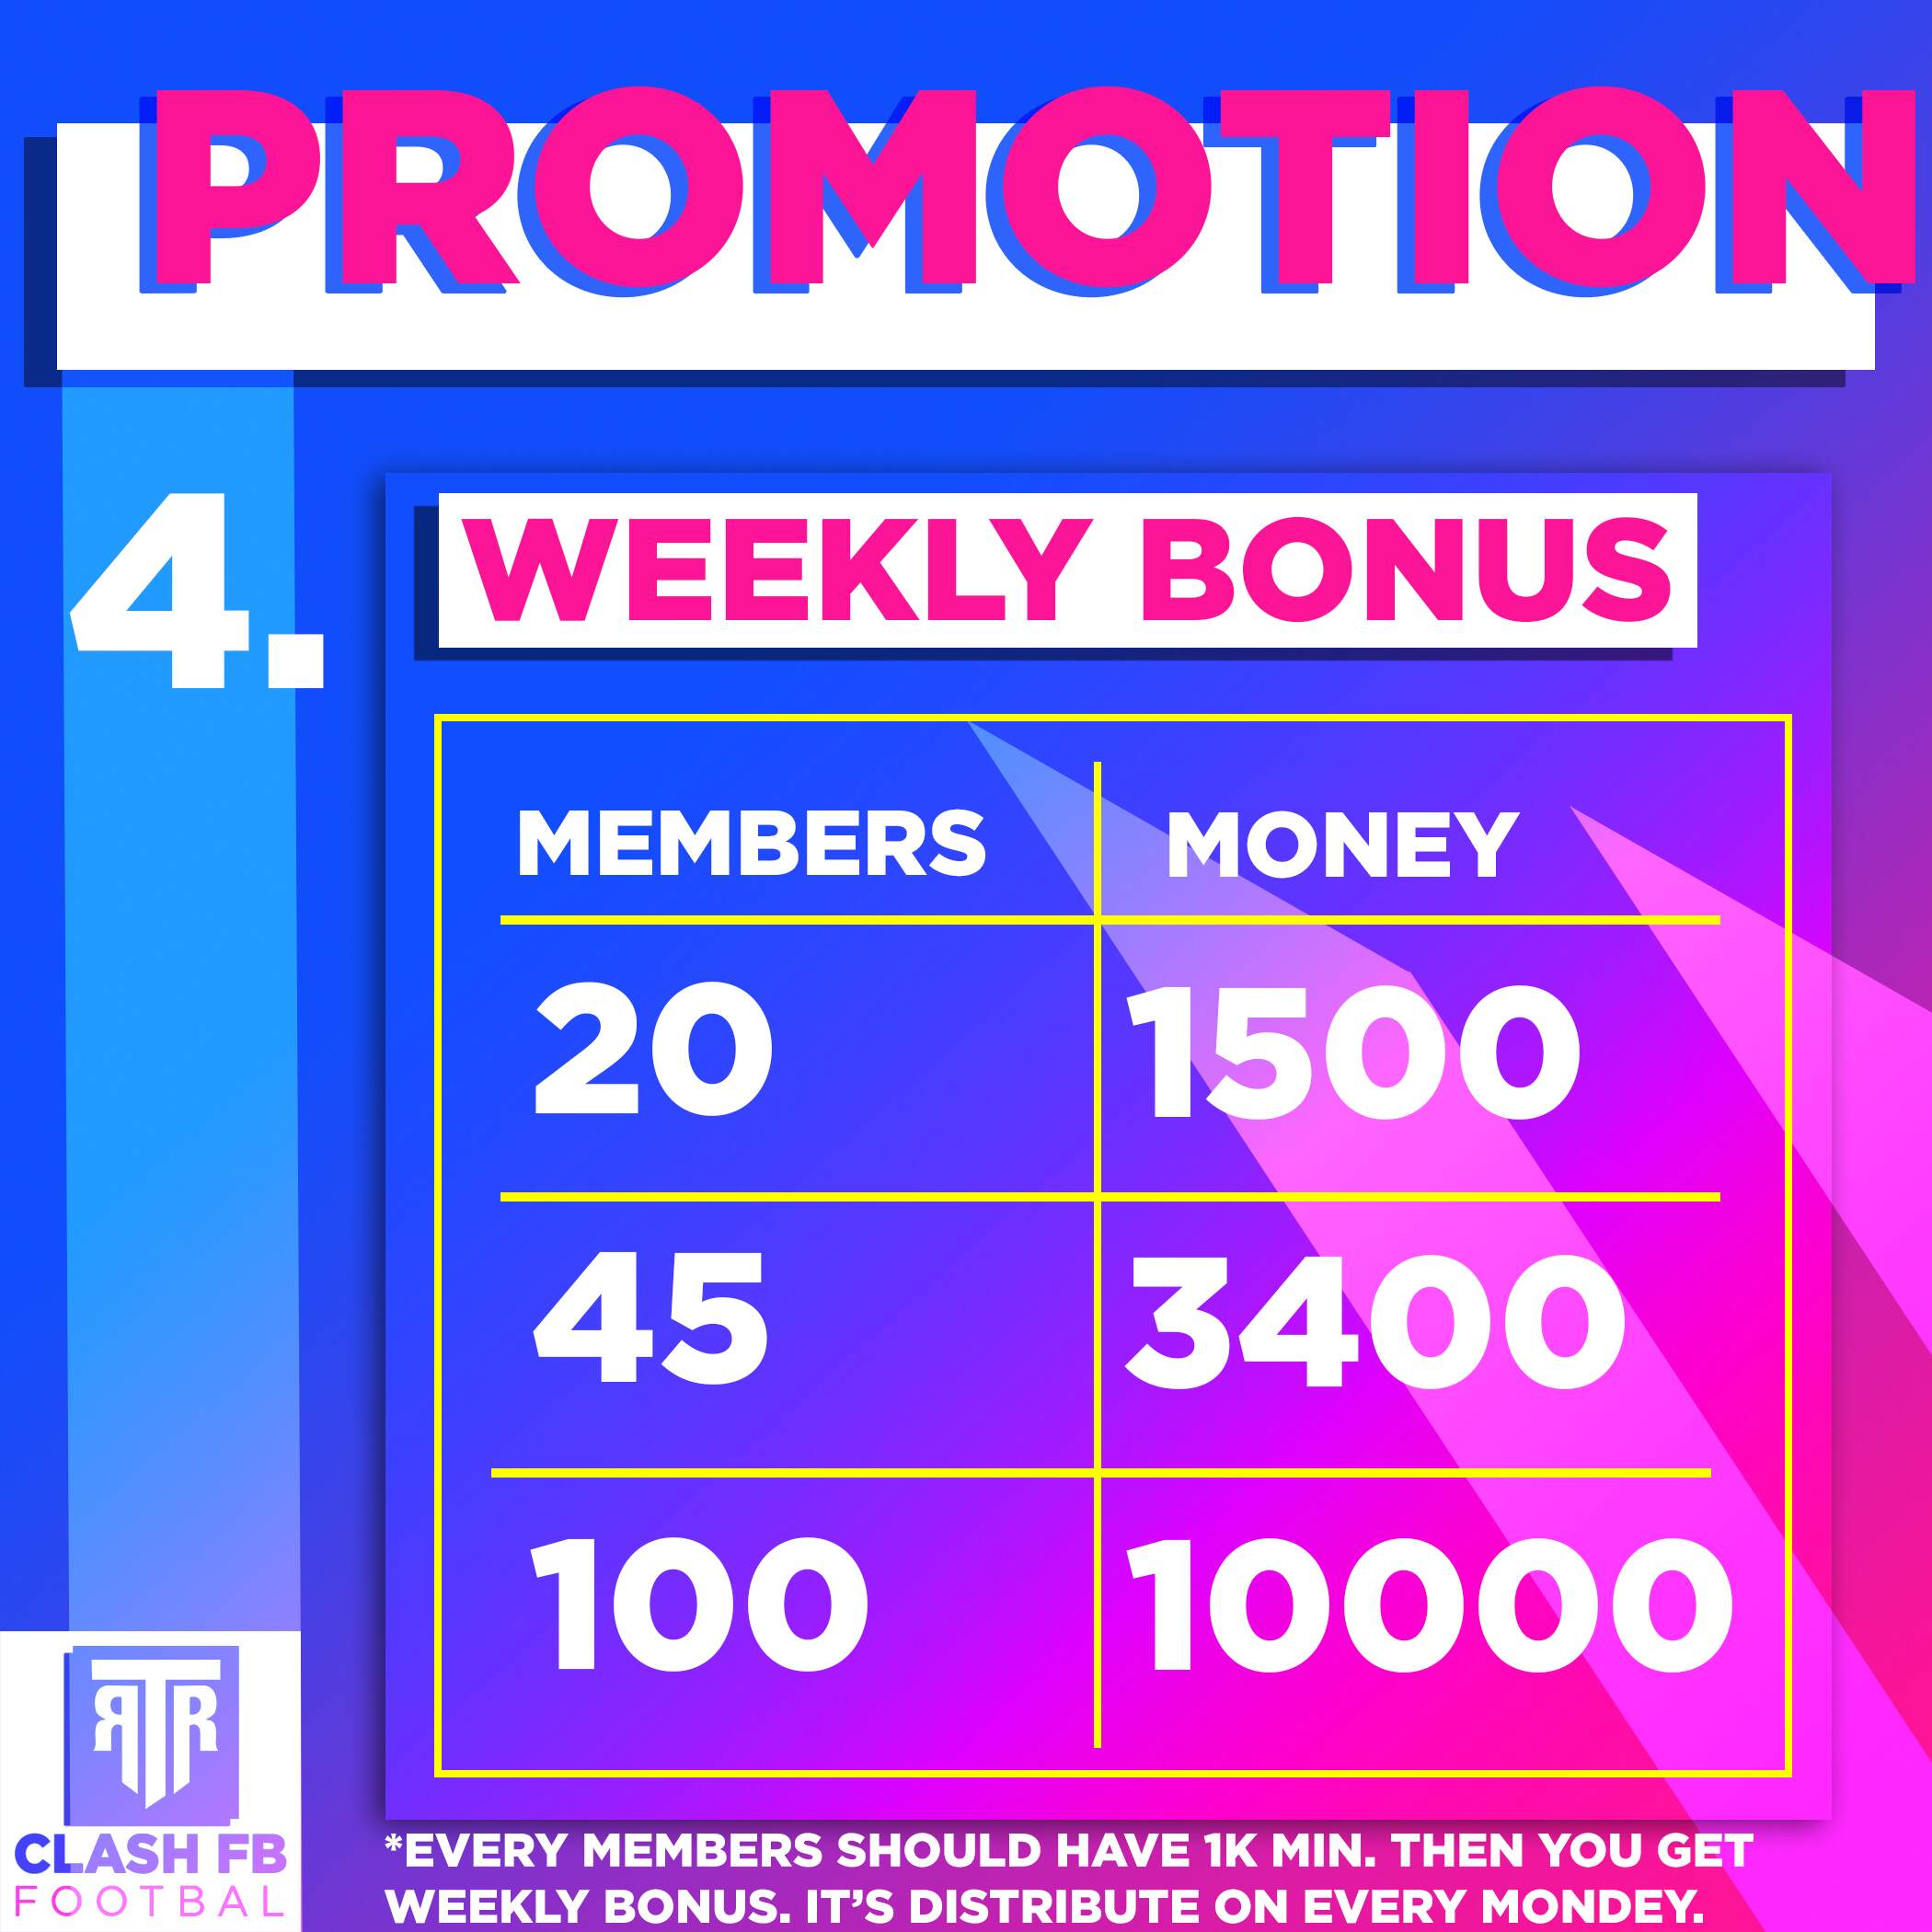 PROMOTION
4.
WEEKLY BONUS
MEMBERS MONEY
20 1500
45 3400
100 10000
RTR
CLASH FB
FOOTBAL
*EVERY MEMBERS SHOULD HAVE 1K MIN. THEN YOU GET
WEEKLY BONUS. IT'S DISTRIBUTE ON EVERY MONDEY.